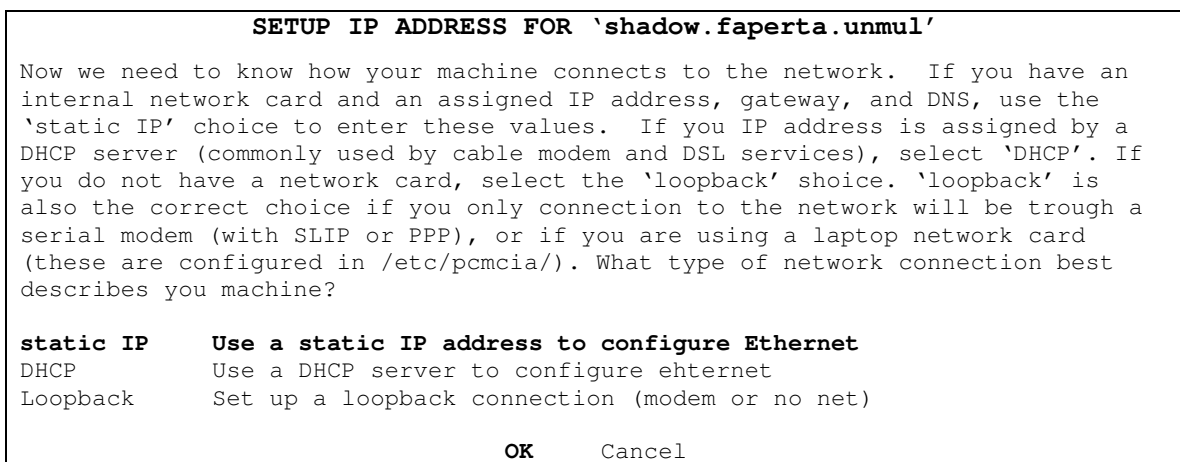 SETUP IP ADDRESS FOR ‘shadow.faperta.unmul’
Now we need to know how your machine connects to the network.  If you have an
internal network card and an assigned IP address, gateway, and DNS, use the
‘static IP’ choice to enter these values.  If you IP address is assigned by a
DHCP server (commonly used by cable modem and DSL services), select ‘DHCP’. If
you do not have a network card, select the ‘loopback’ shoice. ‘loopback’ is
also the correct choice if you only connection to the network will be trough a
serial modem (with SLIP or PPP), or if you are using a laptop network card
(these are configured in /etc/pcmcia/). What type of network connection best
describes you machine?
static IP    Use a static IP address to configure Ethernet
DHCP         Use a DHCP server to configure ehternet
Loopback     Set up a loopback connection (modem or no net)
OK    Cancel